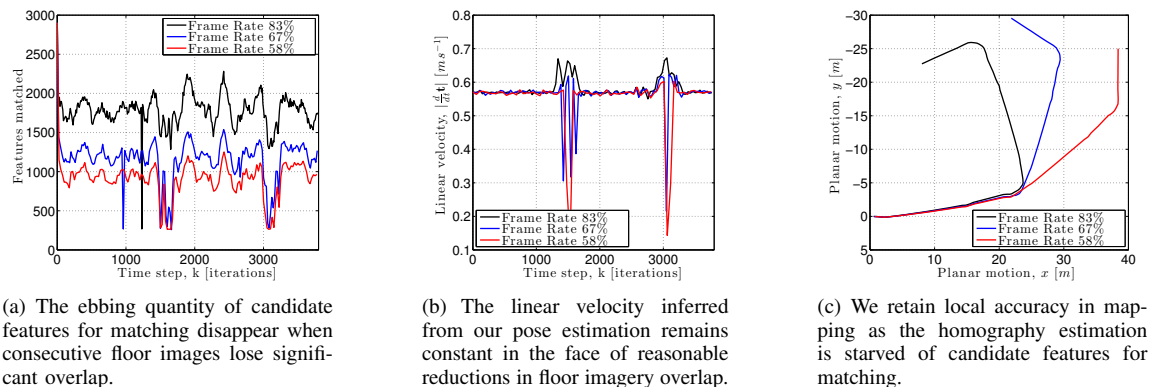 3000
2500
2000
1500
1000
500
0
0
1000
2000
3000
Features matched
Time step, k [iterations]
Frame Rate 83%
Frame Rate 67%
Frame Rate 58%
0.8
0.7
0.6
0.5
0.4
0.3
0.2
0.1
0
1000
2000
3000
Linear velocity, |d/dt t| [ms⁻¹]
Time step, k [iterations]
Frame Rate 83%
Frame Rate 67%
Frame Rate 58%
−30
−25
−20
−15
−10
−5
0
5
0
10
20
30
40
Planar motion, y [m]
Planar motion, x [m]
Frame Rate 83%
Frame Rate 67%
Frame Rate 58%
(a) The ebbing quantity of candidate
features for matching disappear when
consecutive floor images lose signifi-
cant overlap.
(b) The linear velocity inferred
from our pose estimation remains
constant in the face of reasonable
reductions in floor imagery overlap.
(c) We retain local accuracy in map-
ping as the homography estimation
is starved of candidate features for
matching.